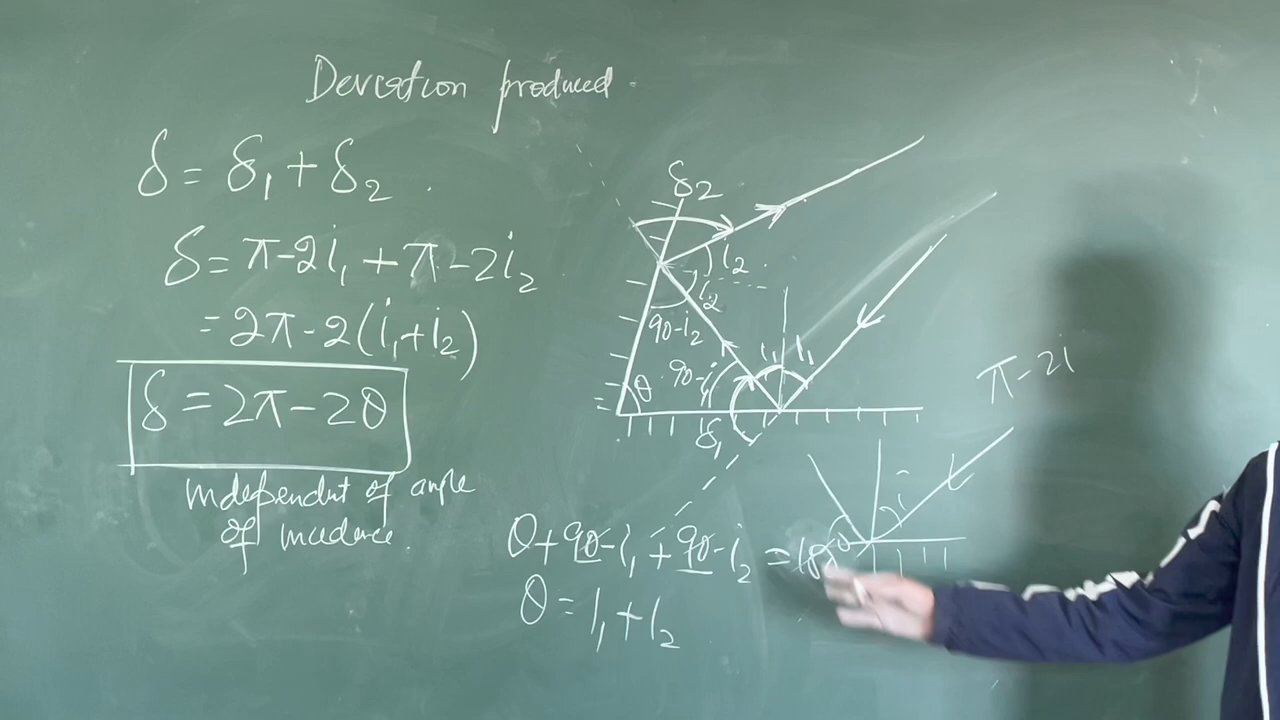 Deviation produced
δ = δ₁ + δ₂
δ = π-2i₁ + π-2i₂
= 2π-2(i₁+i₂)
δ = 2π-2θ
independent of angle
of incidence.
δ₂
i₂
i₂
90-i₂
90-i₁
i₁ i₁
θ
δ₁
π-2i
i
θ+90-i₁+90-i₂ = 180
θ = i₁+i₂